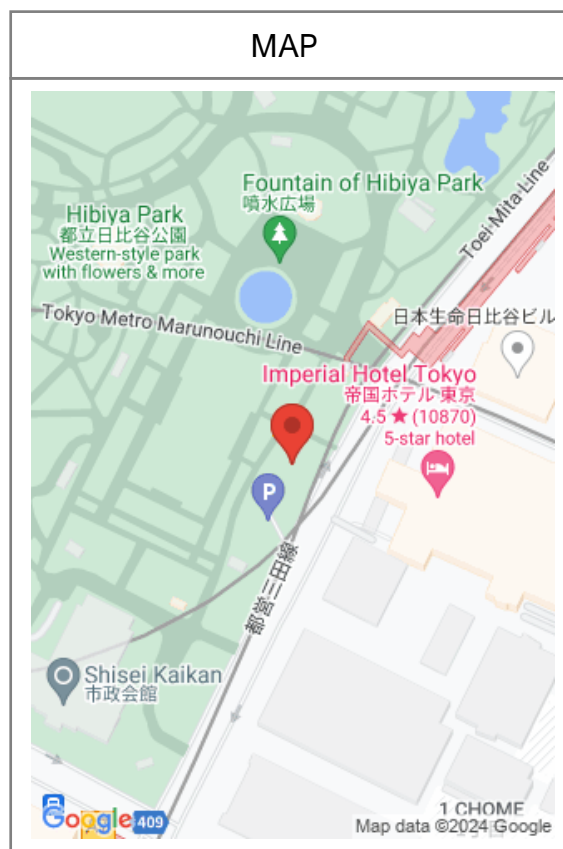 MAP
Fountain of Hibiya Park
噴水広場
Hibiya Park
都立日比谷公園
Western-style park
with flowers & more
Toei-Mita Line
Tokyo Metro Marunouchi Line
日本生命日比谷ビル
Imperial Hotel Tokyo
帝国ホテル 東京
4.5 ★ (10870)
5-star hotel
P
都営三田線
Shisei Kaikan
市政会館
Google
409
1 CHOME
Map data ©2024 Google